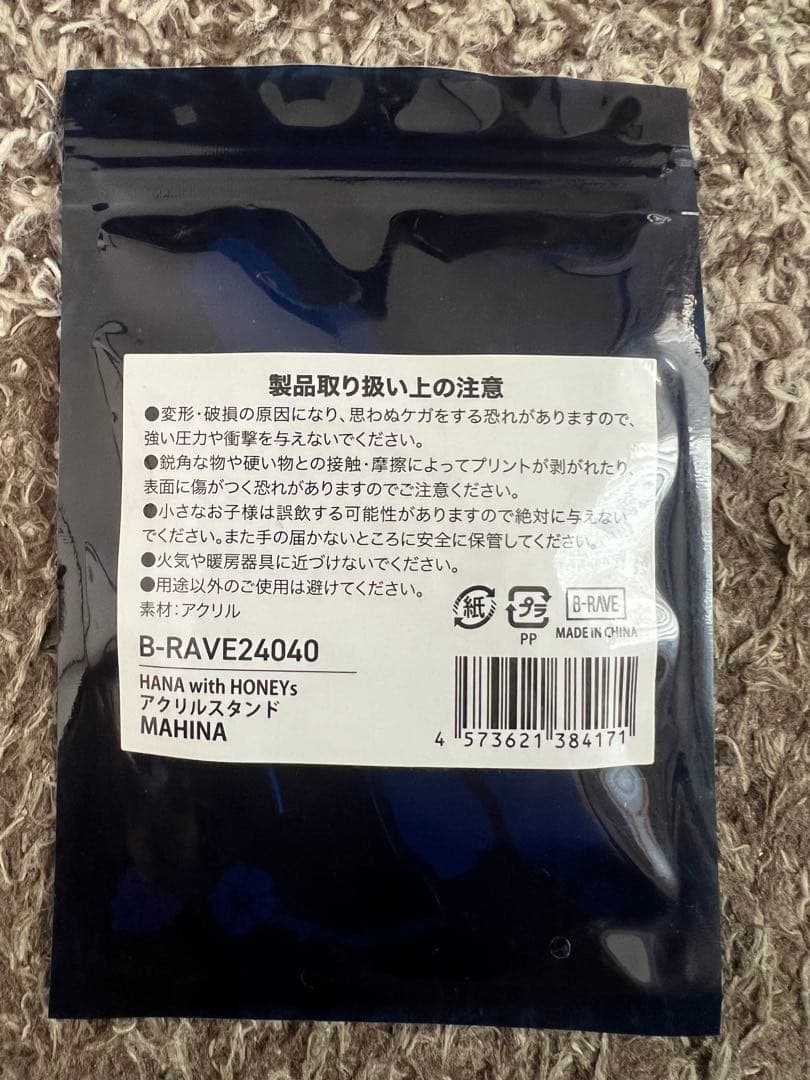 製品取り扱い上の注意
●変形・破損の原因になり、思わぬケガをする恐れがありますので、
強い圧力や衝撃を与えないでください。
●鋭角な物や硬い物との接触・摩擦によってプリントが剥がれたり、
表面に傷がつく恐れがありますのでご注意ください。
●小さなお子様は誤飲する可能性がありますので絶対に与えない
でください。また手の届かないところに安全に保管してください。
●火気や暖房器具に近づけないでください。
●用途以外のご使用は避けてください。
素材：アクリル
紙
プラ
PP
B-RAVE
MADE IN CHINA
B-RAVE24040
HANA with HONEYs
アクリルスタンド
MAHINA
4 573621 384171